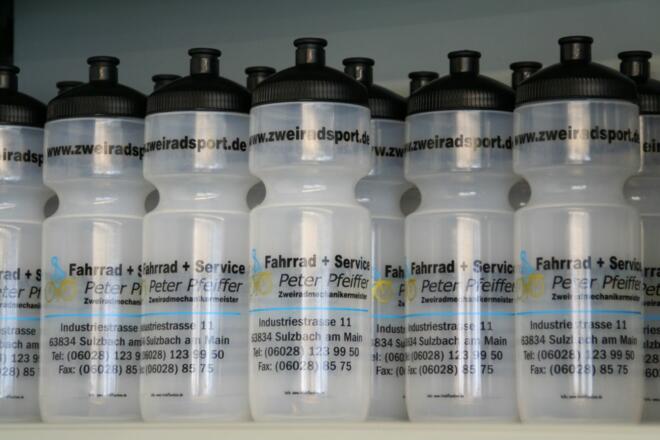 www.zweiradsport.de
Fahrrad + Service
Peter Pfeiffer
Zweiradmechanikermeister
Industriestrasse 11
63834 Sulzbach am Main
Tel: (06028) 123 99 50
Fax: (06028) 85 75